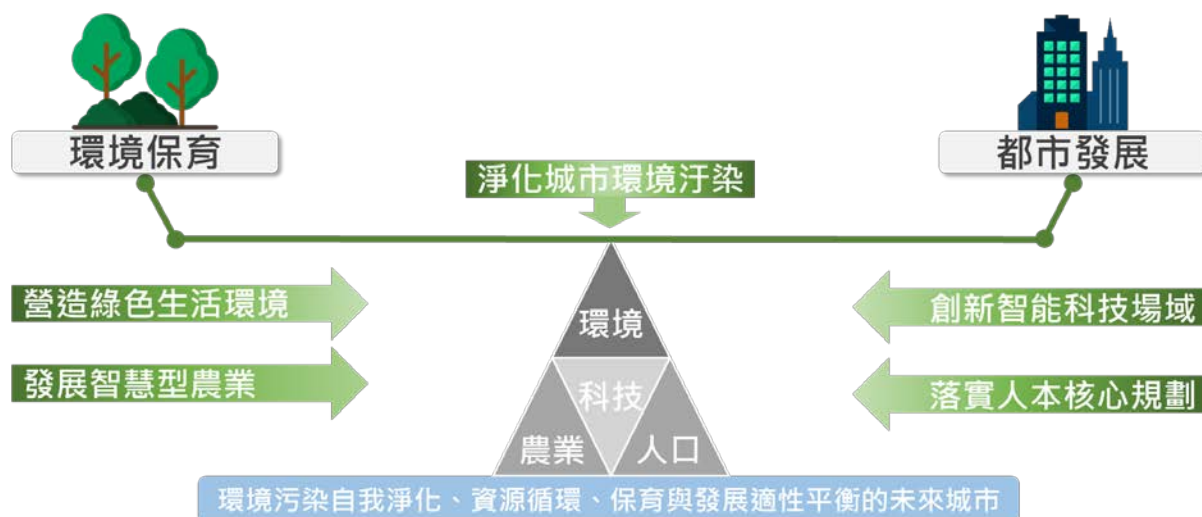 環境保育
都市發展
淨化城市環境汙染
營造綠色生活環境
創新智能科技場域
環境
發展智慧型農業
落實人本核心規劃
科技
農業
人口
環境污染自我淨化、資源循環、保育與發展適性平衡的未來城市